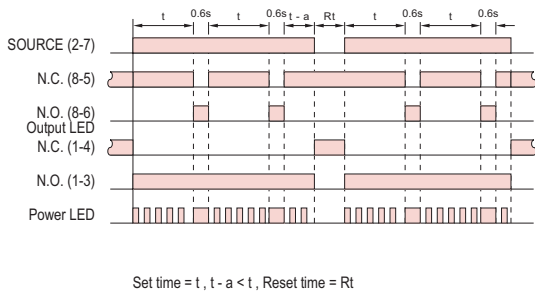 t 0.6s t 0.6s t - a Rt t 0.6s t 0.6s
SOURCE (2-7)
N.C. (8-5)
N.O. (8-6)
Output LED
N.C. (1-4)
N.O. (1-3)
Power LED
Set time = t , t - a < t , Reset time = Rt